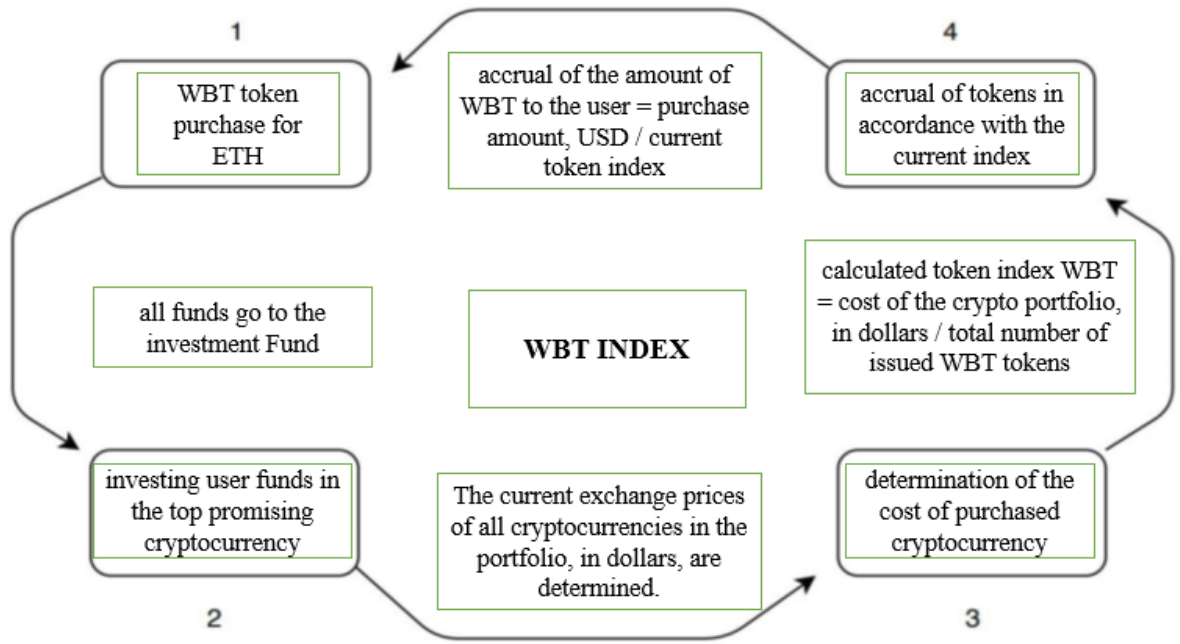 1
WBT token
purchase for
ETH
accrual of the amount of
WBT to the user = purchase
amount, USD / current
token index
4
accrual of tokens in
accordance with the
current index
all funds go to the
investment Fund
WBT INDEX
calculated token index WBT
= cost of the crypto portfolio,
in dollars / total number of
issued WBT tokens
investing user funds in
the top promising
cryptocurrency
2
The current exchange prices
of all cryptocurrencies in the
portfolio, in dollars, are
determined.
determination of the
cost of purchased
cryptocurrency
3